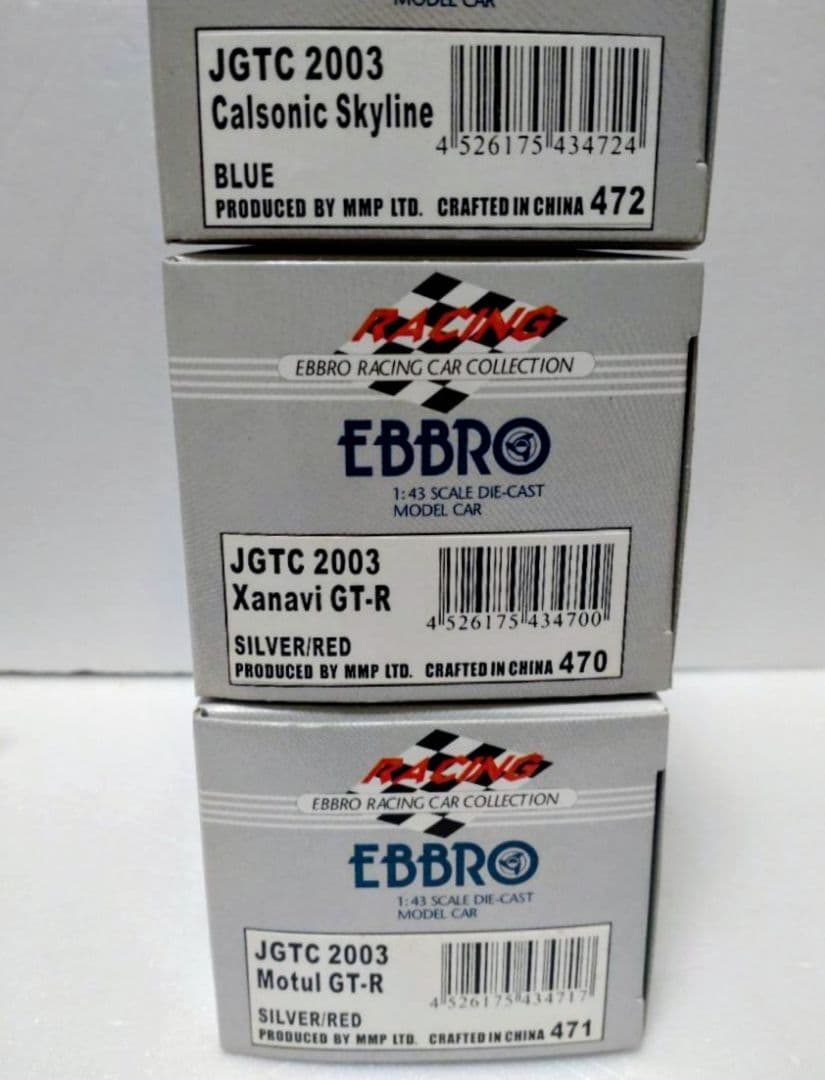 MODEL CAR
JGTC 2003
Calsonic Skyline
4 526175 434724
BLUE
PRODUCED BY MMP LTD. CRAFTED IN CHINA 472
RACING
EBBRO RACING CAR COLLECTION
EBBRO
1:43 SCALE DIE-CAST
MODEL CAR
JGTC 2003
Xanavi GT-R
4 526175 434700
SILVER/RED
PRODUCED BY MMP LTD. CRAFTED IN CHINA 470
RACING
EBBRO RACING CAR COLLECTION
EBBRO
1:43 SCALE DIE-CAST
MODEL CAR
JGTC 2003
Motul GT-R
4 526175 434717
SILVER/RED
PRODUCED BY MMP LTD. CRAFTED IN CHINA 471